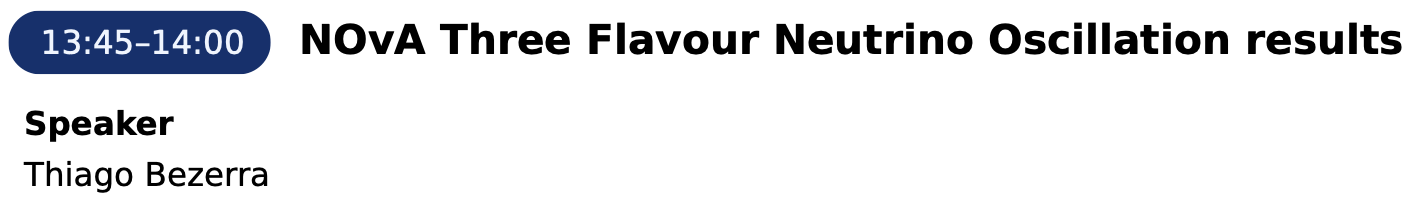 13:45–14:00 NOvA Three Flavour Neutrino Oscillation results
Speaker
Thiago Bezerra